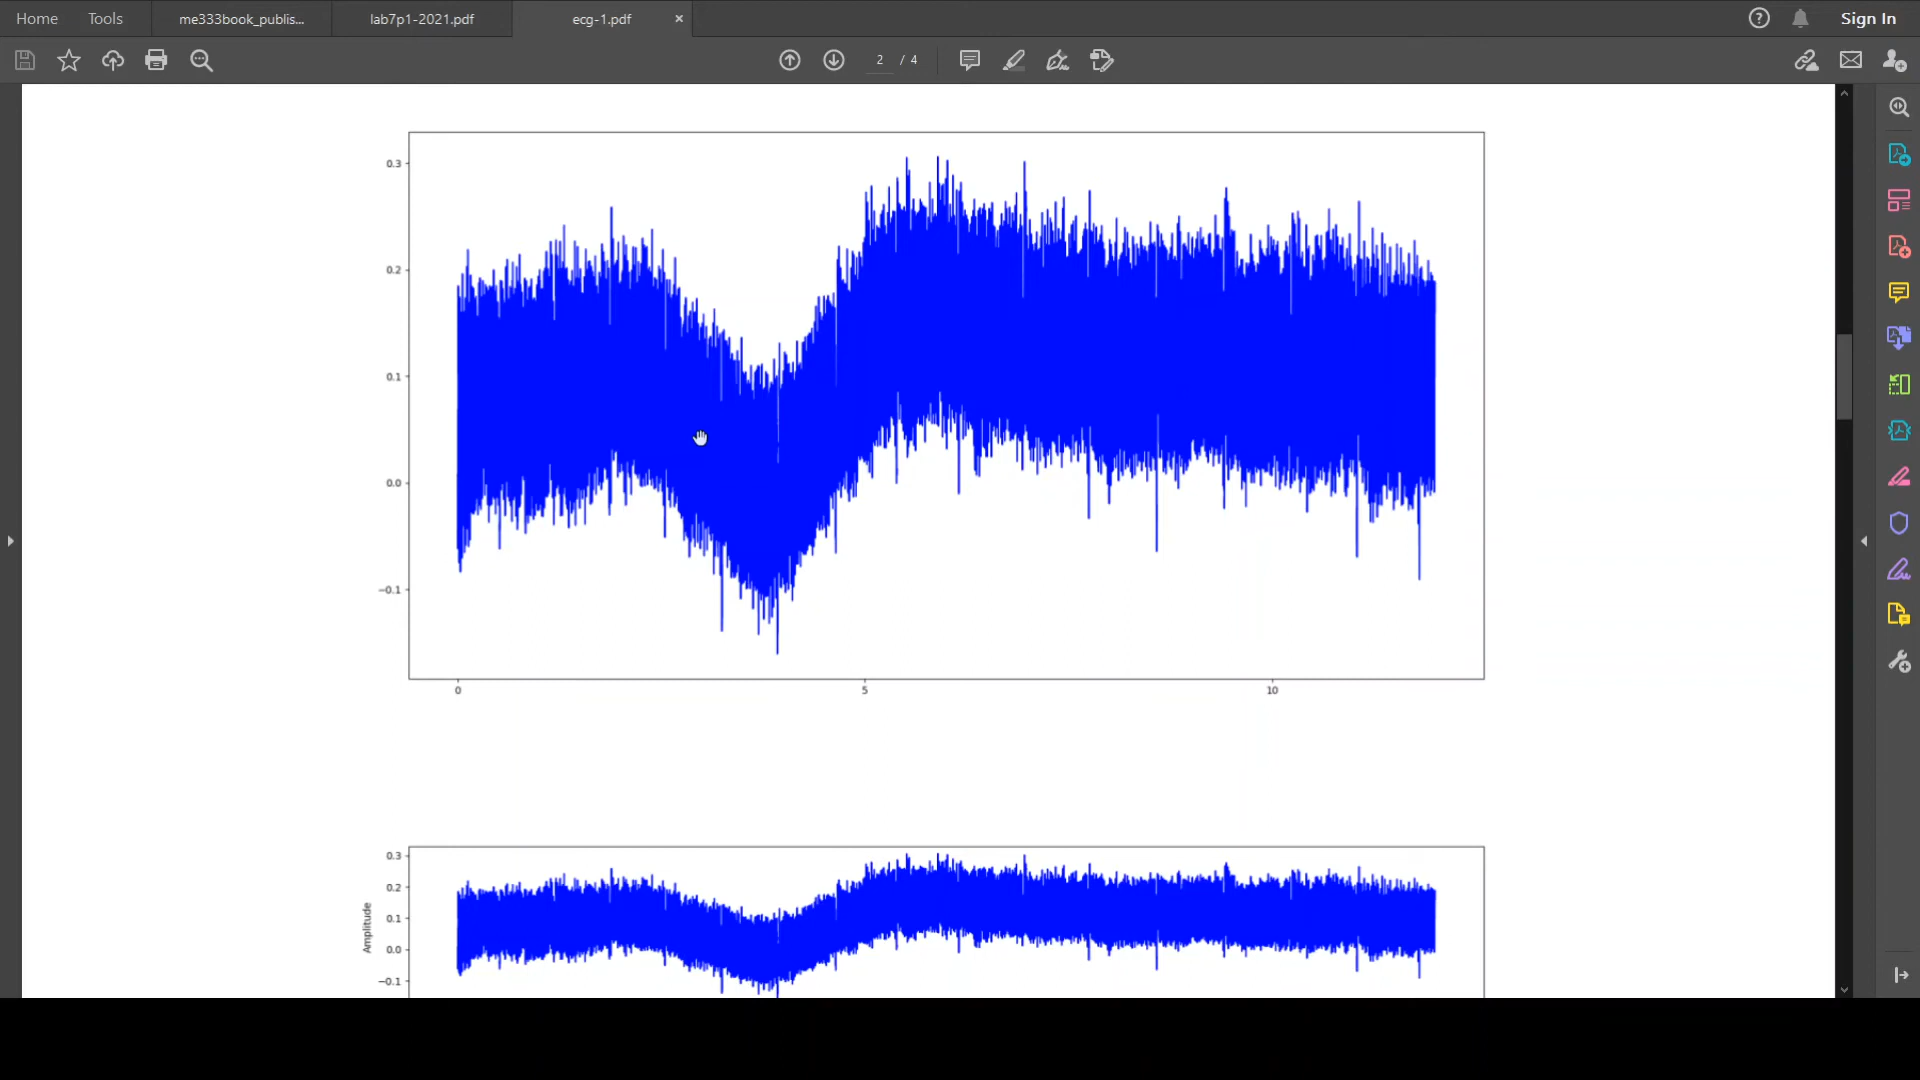 Home Tools me333book_publis... lab7p1-2021.pdf ecg-1.pdf × Sign In
2 / 4
0.3
0.2
0.1
0.0
−0.1
0 5 10
0.3
0.2
0.1
0.0
−0.1
Amplitude